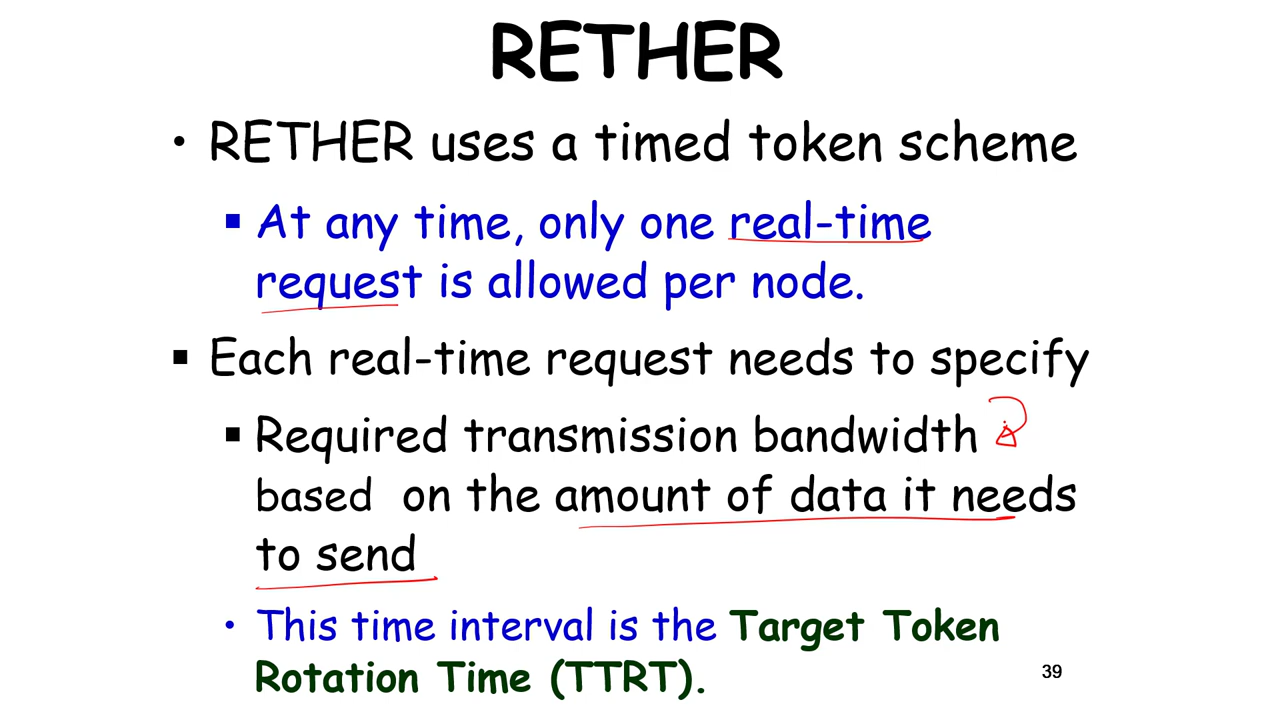 RETHER
• RETHER uses a timed token scheme
▪ At any time, only one real-time
request is allowed per node.
▪ Each real-time request needs to specify
▪ Required transmission bandwidth
based on the amount of data it needs
to send
• This time interval is the Target Token
Rotation Time (TTRT).
39